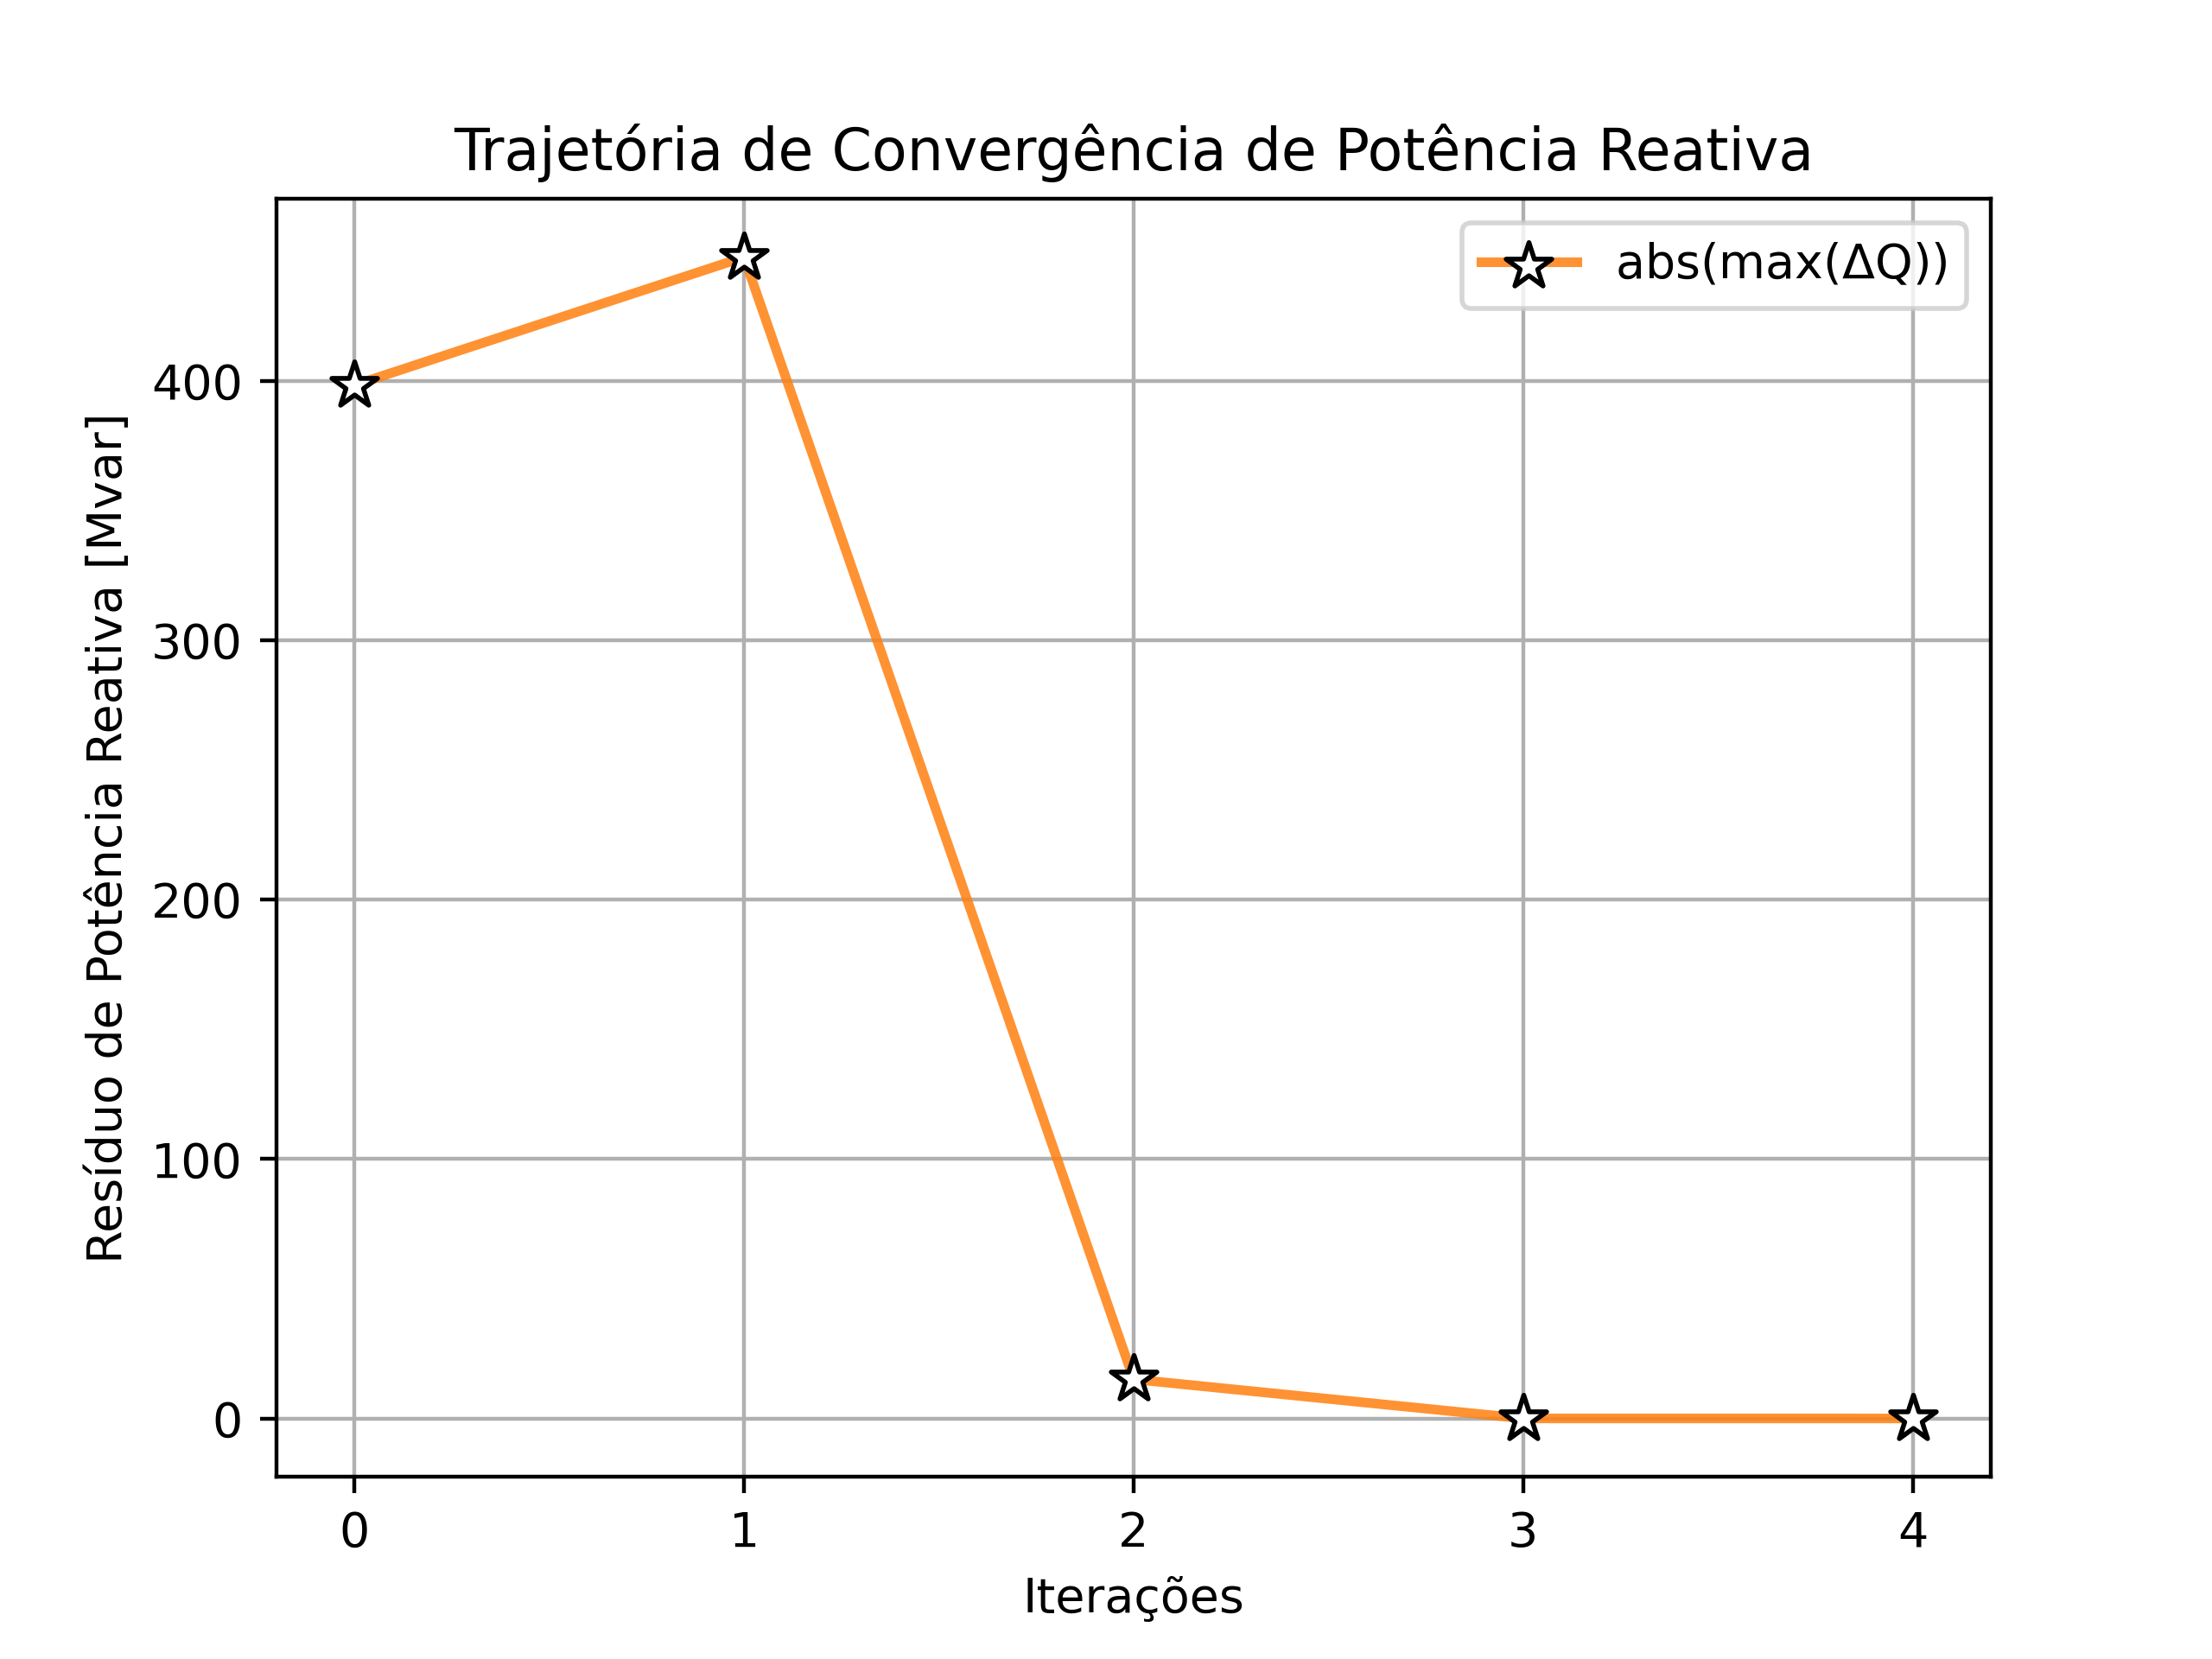 Trajetória de Convergência de Potência Reativa
abs(max(ΔQ))
Resíduo de Potência Reativa [Mvar]
400
300
200
100
0
0 1 2 3 4
Iterações